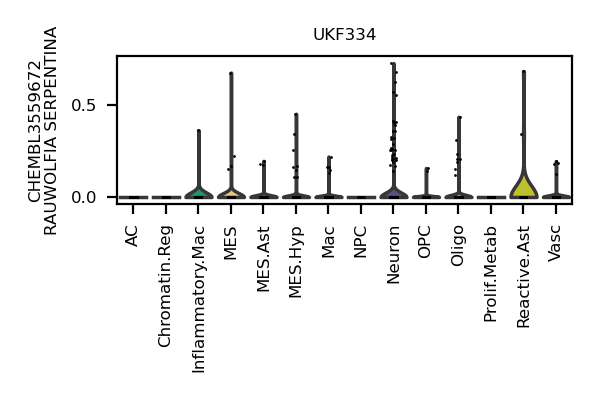 UKF334
CHEMBL3559672
RAUWOLFIA SERPENTINA
0.5
0.0
AC
Chromatin.Reg
Inflammatory.Mac
MES
MES.Ast
MES.Hyp
Mac
NPC
Neuron
OPC
Oligo
Prolif.Metab
Reactive.Ast
Vasc